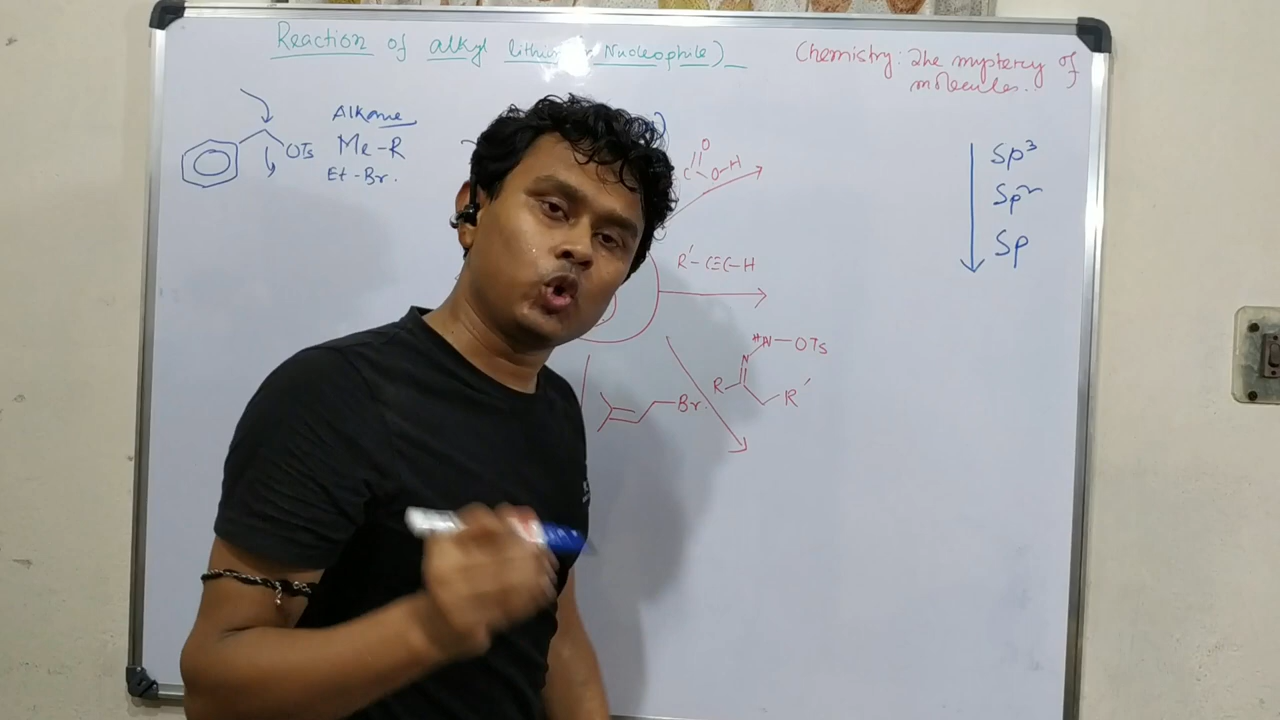 Reaction of alkyl lithium Nucleophile)
Chemistry: The mystery of
molecules.
OTs
Alkane
Me-R
Et-Br.
O
C O-H
R'-C≡C-H
HN-OTs
N
R
R'
Br.
Sp³
Sp²
Sp